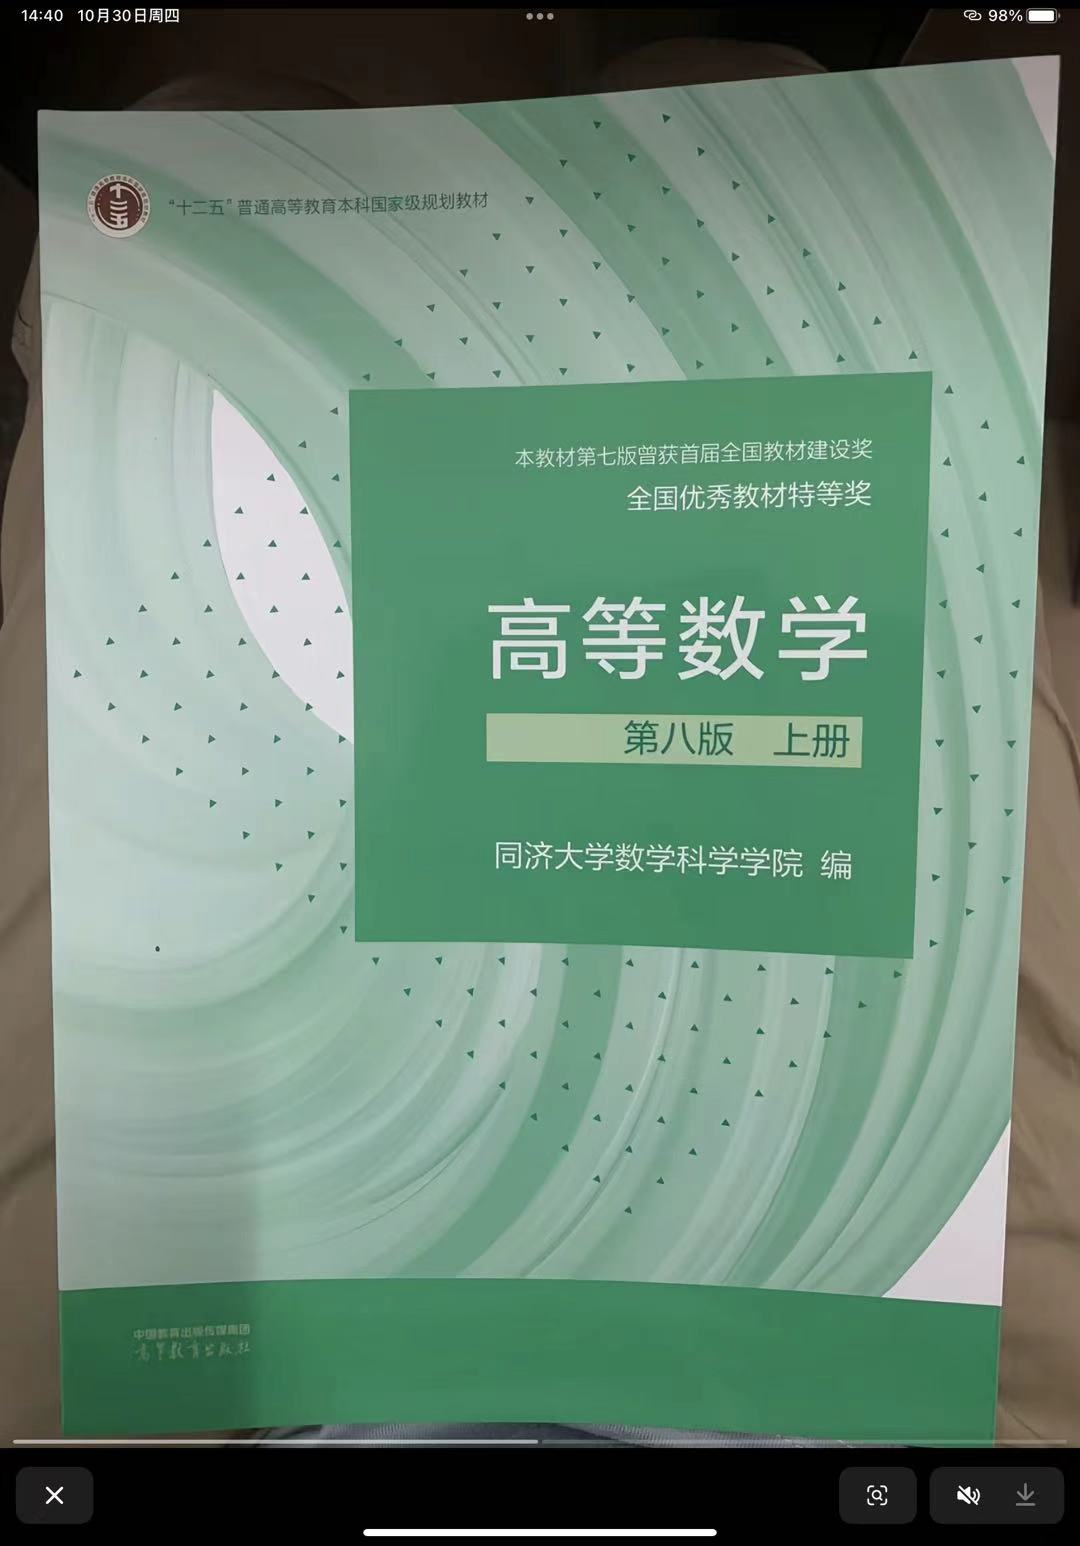 14:40 10月30日周四
98%
十二五
“十二五”普通高等教育本科国家级规划教材
本教材第七版曾获首届全国教材建设奖
全国优秀教材特等奖
高等数学
第八版 上册
同济大学数学科学学院 编
中国教育出版传媒集团
高等教育出版社